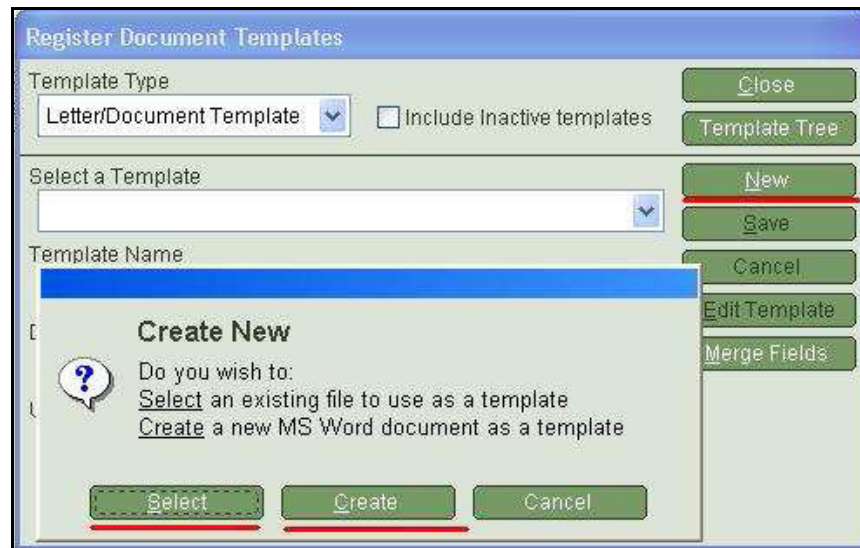 Register Document Templates
Template Type
Letter/Document Template
Include Inactive templates
Close
Template Tree
Select a Template
New
Save
Template Name
Cancel
Edit Template
Merge Fields
Create New
?
Do you wish to:
Select an existing file to use as a template
Create a new MS Word document as a template
Select
Create
Cancel